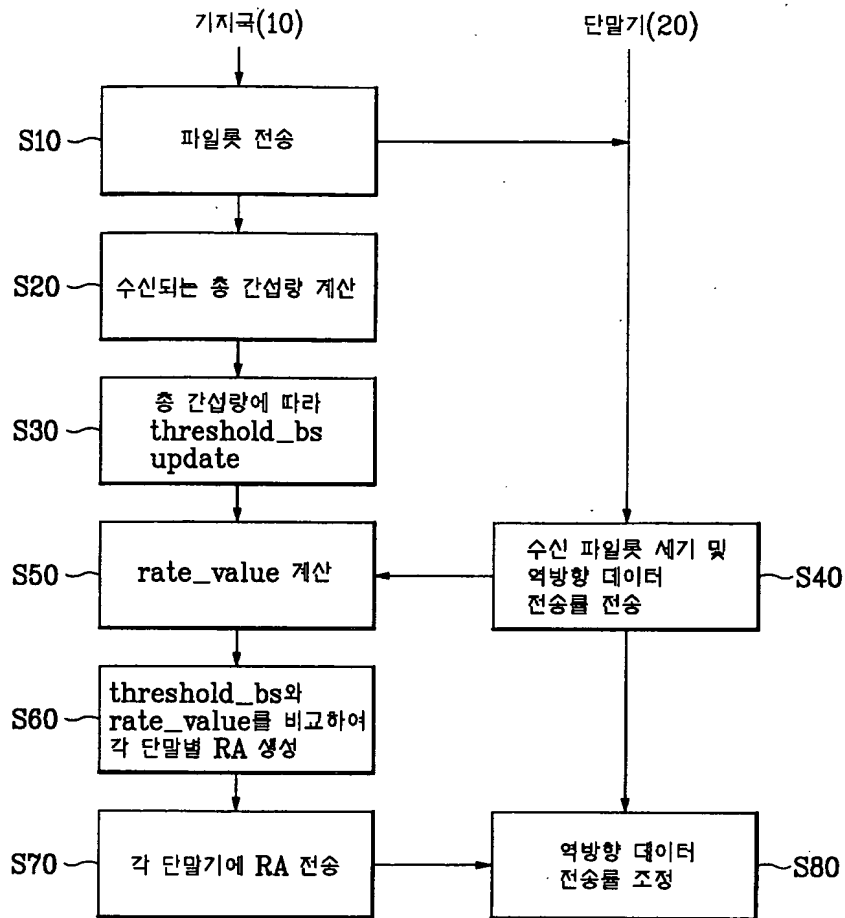 기지국(10)
단말기(20)
S10
파일롯 전송
S20
수신되는 총 간섭량 계산
S30
총 간섭량에 따라
threshold_bs
update
S50
rate_value 계산
수신 파일롯 세기 및
역방향 데이터
전송률 전송
S40
S60
threshold_bs와
rate_value를 비교하여
각 단말별 RA 생성
S70
각 단말기에 RA 전송
역방향 데이터
전송률 조정
S80